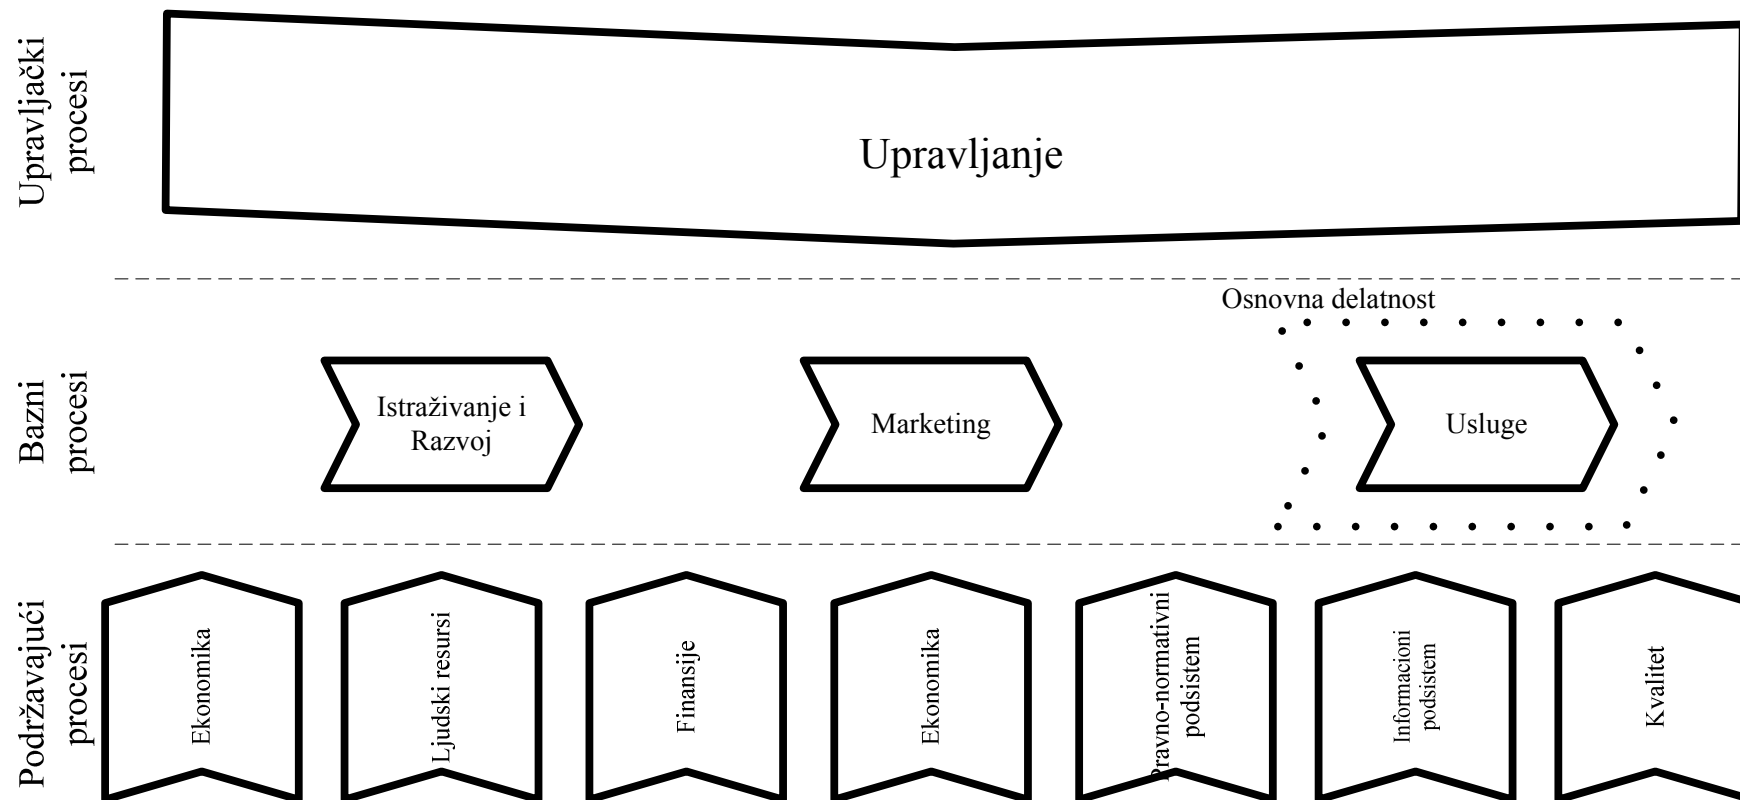 Upravljački
procesi
Upravljanje
Bazni
procesi
Osnovna delatnost
Istraživanje i
Razvoj
Marketing
Usluge
Podržavajući
procesi
Ekonomika
Ljudski resursi
Finansije
Ekonomika
Pravno-normativni
podsistem
Informacioni
podsistem
Kvalitet